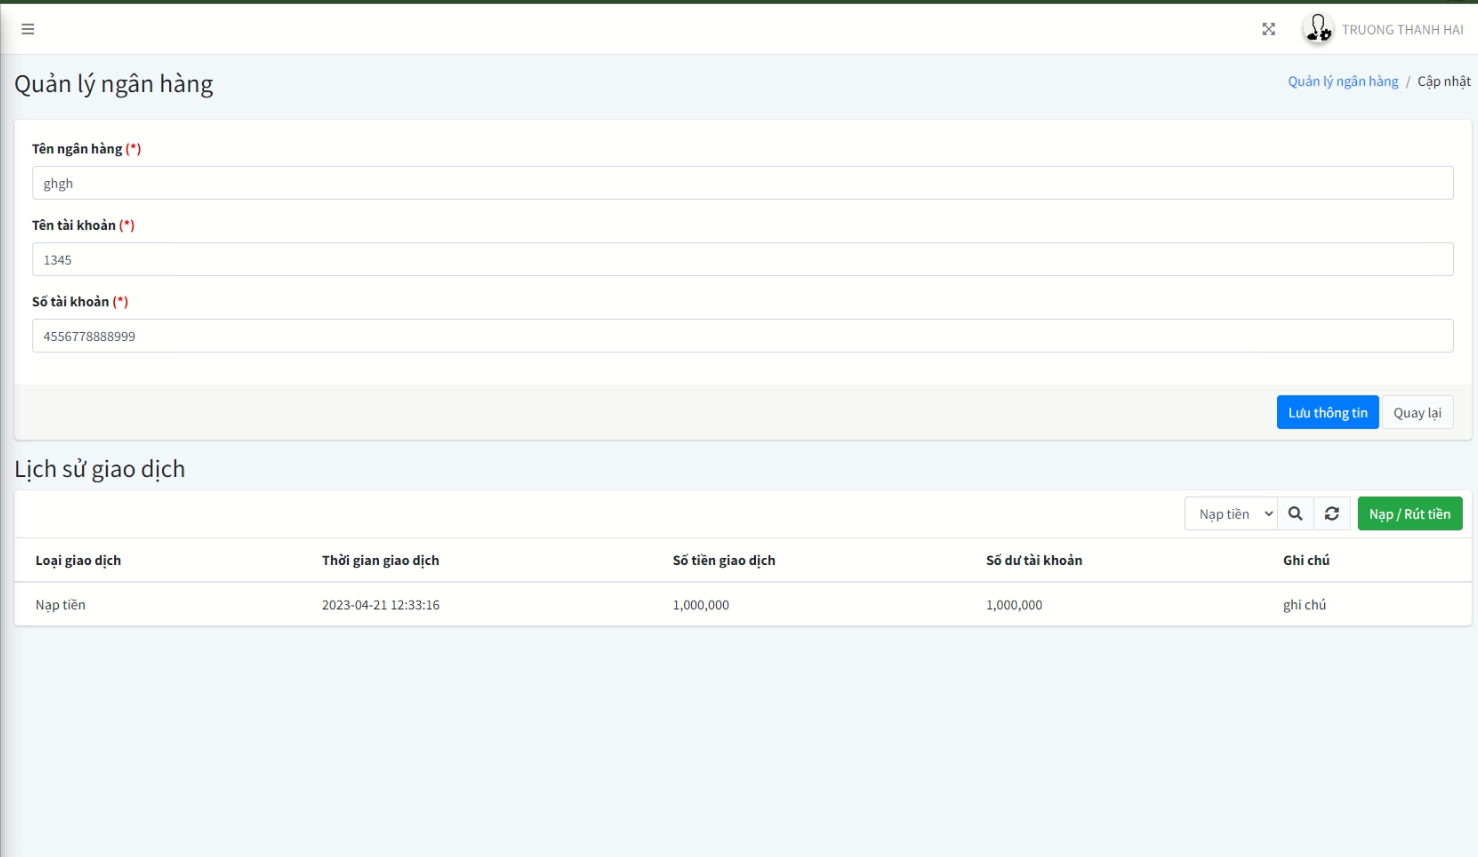 TRUONG THANH HAI
Quản lý ngân hàng
Quản lý ngân hàng / Cập nhật
Tên ngân hàng (*)
ghgh
Tên tài khoản (*)
1345
Số tài khoản (*)
4556778888999
Lưu thông tin Quay lại
Lịch sử giao dịch
Nạp tiền Nạp / Rút tiền
Loại giao dịch Thời gian giao dịch Số tiền giao dịch Số dư tài khoản Ghi chú
Nạp tiền 2023-04-21 12:33:16 1,000,000 1,000,000 ghi chú